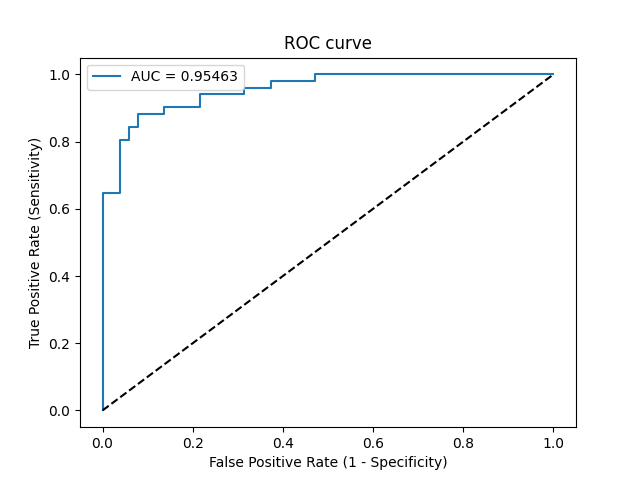 ROC curve
AUC = 0.95463
1.0
0.8
0.6
0.4
0.2
0.0
True Positive Rate (Sensitivity)
0.0 0.2 0.4 0.6 0.8 1.0
False Positive Rate (1 - Specificity)